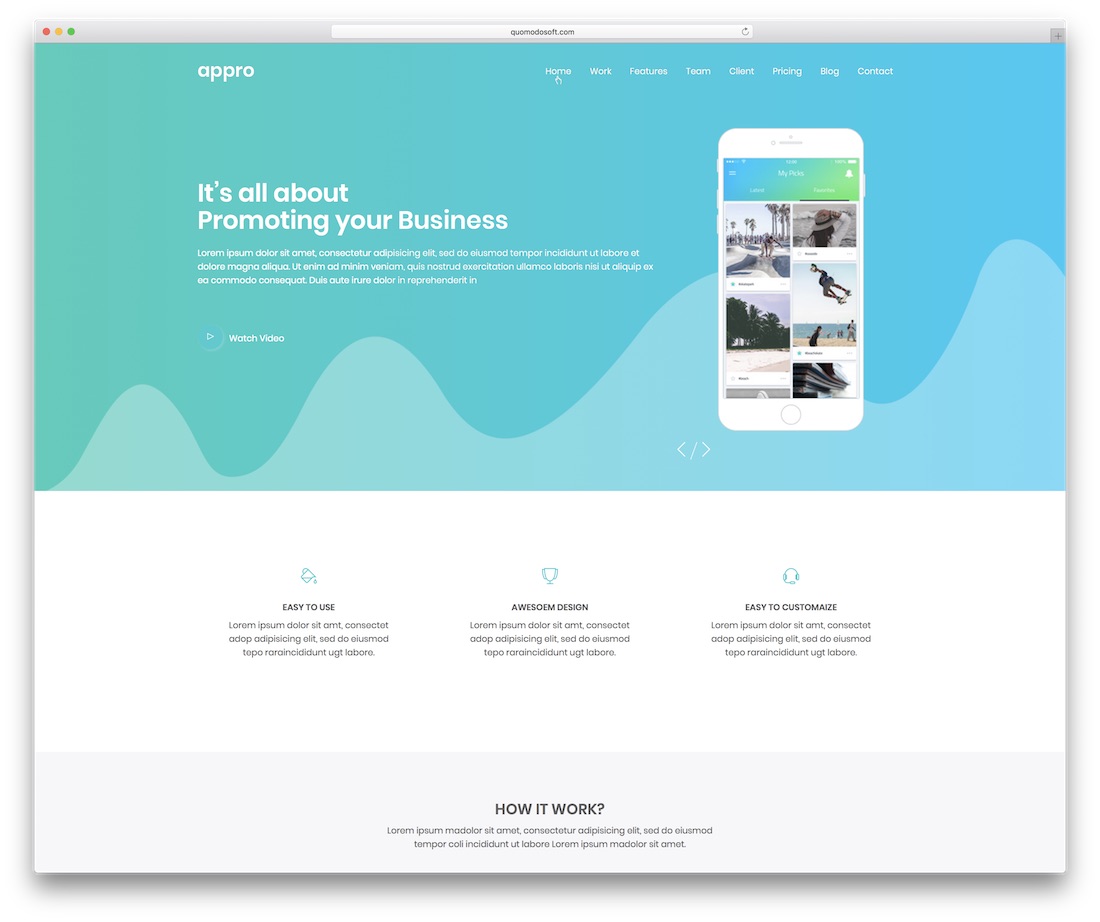 quomodosoft.com
appro
Home Work Features Team Client Pricing Blog Contact
It's all about
Promoting your Business
Lorem ipsum dolor sit amet, consectetur adipisicing elit, sed do eiusmod tempor incididunt ut labore et
dolore magna aliqua. Ut enim ad minim veniam, quis nostrud exercitation ullamco laboris nisi ut aliquip ex
ea commodo consequat. Duis aute irure dolor in reprehenderit in
Watch Video
100%
My Picks
Latest Favorites
</>
EASY TO USE
Lorem ipsum dolor sit amt, consectet
adop adipisicing elit, sed do eiusmod
tepo raraincididunt ugt labore.
AWESOEM DESIGN
Lorem ipsum dolor sit amt, consectet
adop adipisicing elit, sed do eiusmod
tepo raraincididunt ugt labore.
EASY TO CUSTOMAIZE
Lorem ipsum dolor sit amt, consectet
adop adipisicing elit, sed do eiusmod
tepo raraincididunt ugt labore.
HOW IT WORK?
Lorem ipsum madolor sit amet, consectetur adipisicing elit, sed do eiusmod
tempor coli incididunt ut labore Lorem ipsum madolor sit amet.